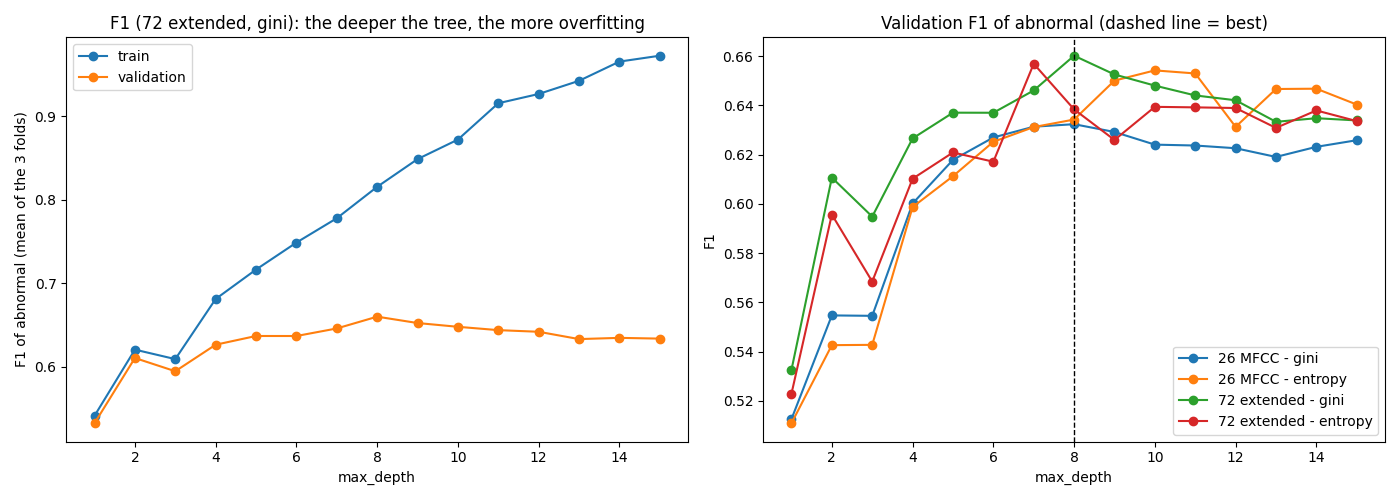 F1 (72 extended, gini): the deeper the tree, the more overfitting
train
validation
F1 of abnormal (mean of the 3 folds)
0.9
0.8
0.7
0.6
2 4 6 8 10 12 14
max_depth
Validation F1 of abnormal (dashed line = best)
F1
0.66
0.64
0.62
0.60
0.58
0.56
0.54
0.52
26 MFCC - gini
26 MFCC - entropy
72 extended - gini
72 extended - entropy
2 4 6 8 10 12 14
max_depth